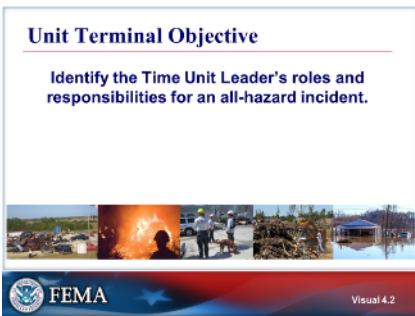 Unit Terminal Objective
Identify the Time Unit Leader's roles and
responsibilities for an all-hazard incident.
FEMA
Visual 4.2